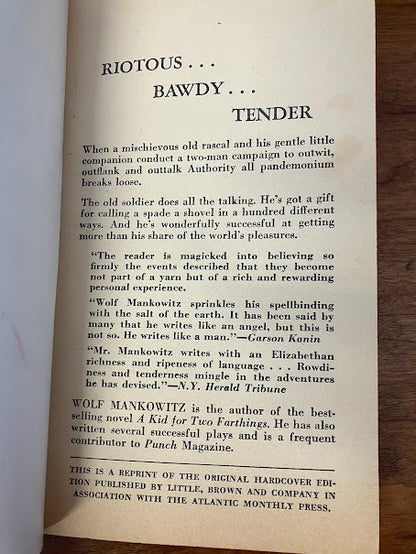 RIOTOUS . . .
BAWDY . . .
TENDER
When a mischievous old rascal and his gentle little
companion conduct a two-man campaign to outwit,
outflank and outtalk Authority all pandemonium
breaks loose.
The old soldier does all the talking. He's got a gift
for calling a spade a shovel in a hundred different
ways. And he's wonderfully successful at getting
more than his share of the world's pleasures.
"The reader is magicked into believing so
firmly the events described that they become
not part of a yarn but of a rich and rewarding
personal experience.
"Wolf Mankowitz sprinkles his spellbinding
with the salt of the earth. It has been said by
many that he writes like an angel, but this is
not so. He writes like a man."—Garson Kanin
"Mr. Mankowitz writes with an Elizabethan
richness and ripeness of language . . . Rowdi-
ness and tenderness mingle in the adventures
he has devised."—N.Y. Herald Tribune
WOLF MANKOWITZ is the author of the best-
selling novel A Kid for Two Farthings. He has also
written several successful plays and is a frequent
contributor to Punch Magazine.
THIS IS A REPRINT OF THE ORIGINAL HARDCOVER EDI-
TION PUBLISHED BY LITTLE, BROWN AND COMPANY IN
ASSOCIATION WITH THE ATLANTIC MONTHLY PRESS.